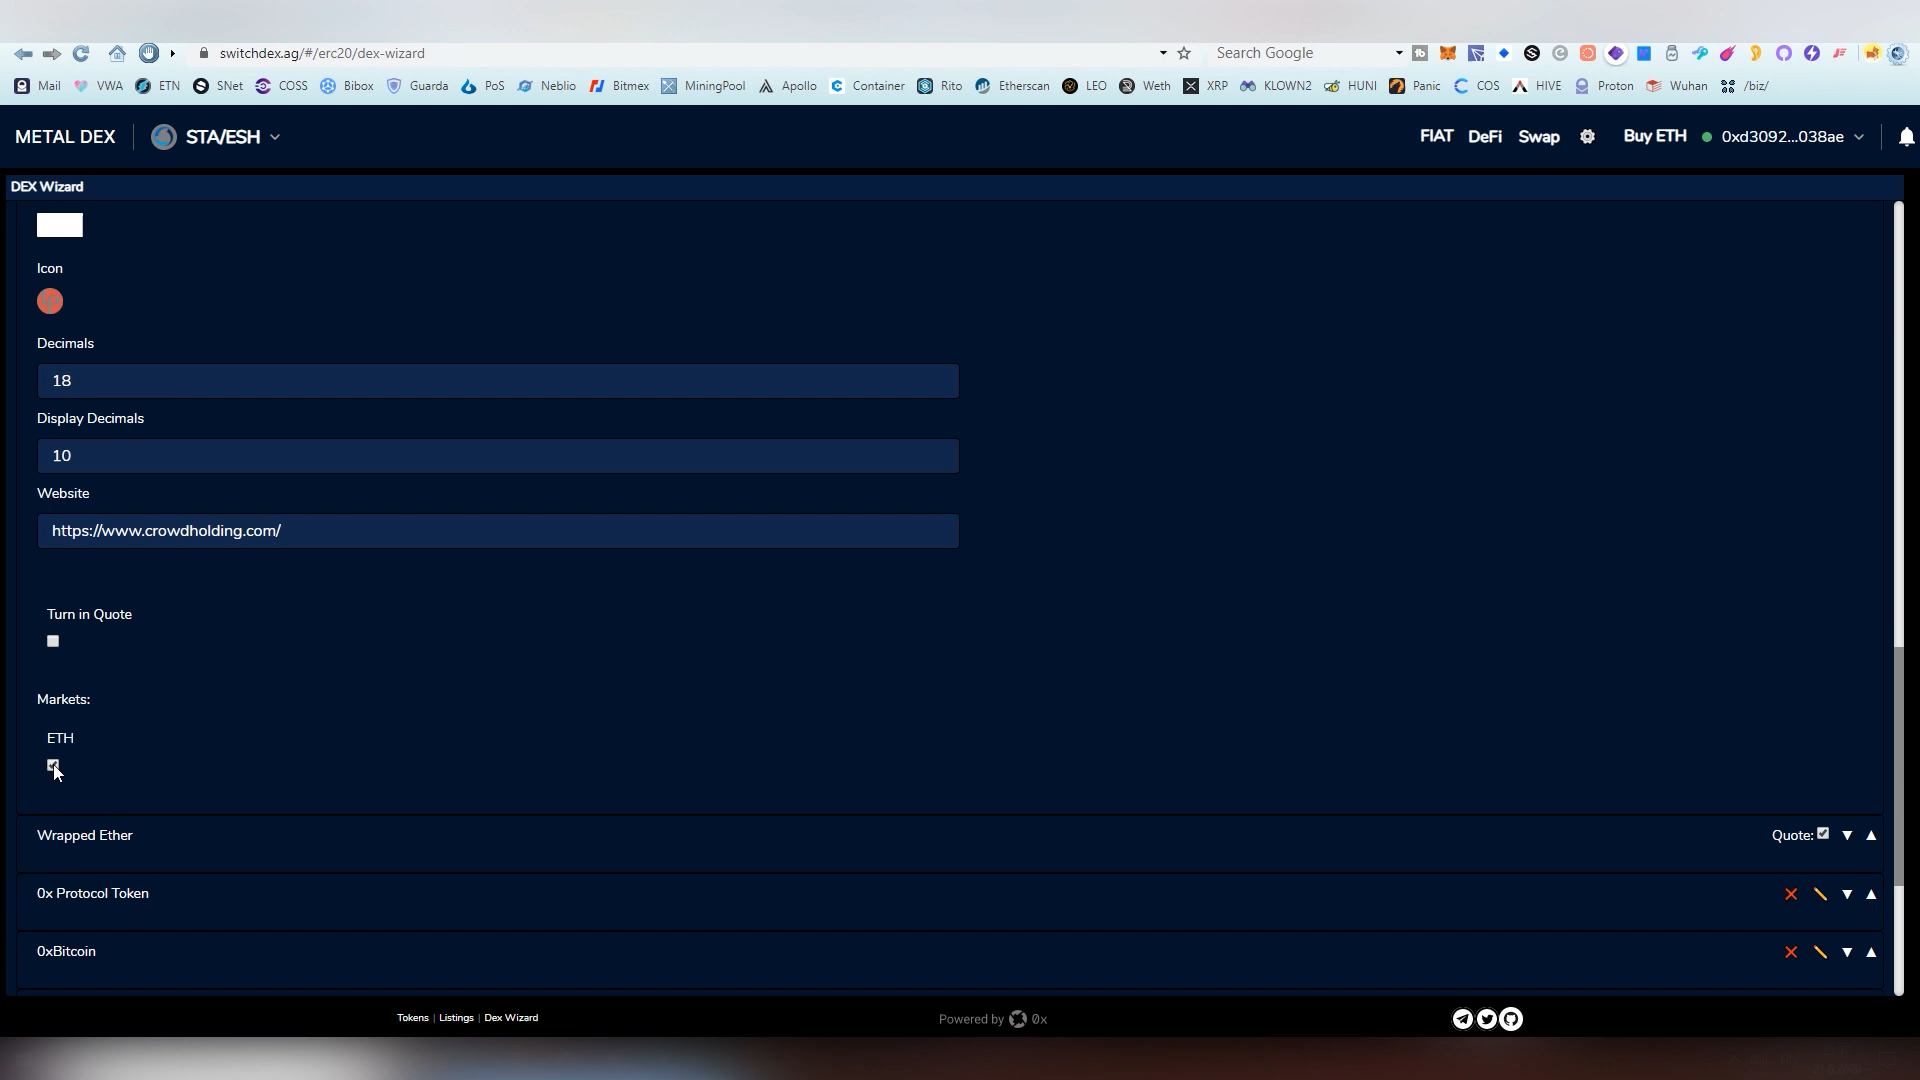 switchdex.ag/#/erc20/dex-wizard
Search Google
Mail VWA ETN SNet COSS Bibox Guarda PoS Neblio Bitmex MiningPool Apollo Container Rito Etherscan LEO Weth XRP KLOWN2 HUNI Panic COS HIVE Proton Wuhan /biz/
METAL DEX STA/ESH FIAT DeFi Swap Buy ETH 0xd3092...038ae
DEX Wizard
Icon
Decimals
18
Display Decimals
10
Website
https://www.crowdholding.com/
Turn in Quote
Markets:
ETH
Wrapped Ether Quote:
0x Protocol Token
0xBitcoin
Tokens | Listings | Dex Wizard Powered by 0x